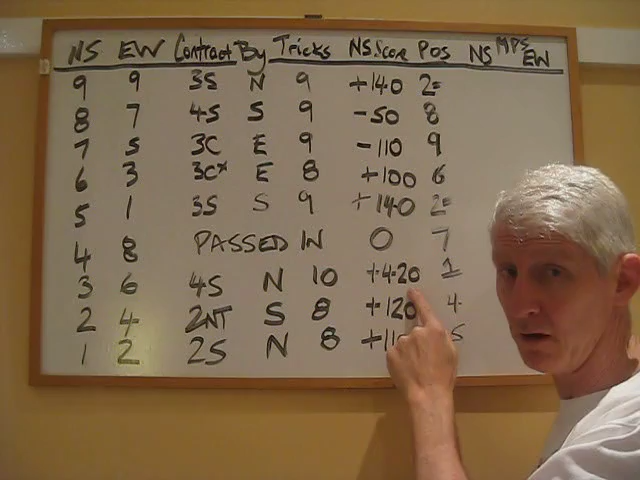 NS EW Contract By Tricks NS Score Pos NS MPS EW
9 9 3S N 9 +140 2=
8 7 4S S 9 -50 8
7 5 3C E 9 -110 9
6 3 3C* E 8 +100 6
5 1 3S S 9 +140 2=
4 8 PASSED IN 0 7
3 6 4S N 10 +420 1
2 4 2NT S 8 +120 4
1 2 2S N 8 5